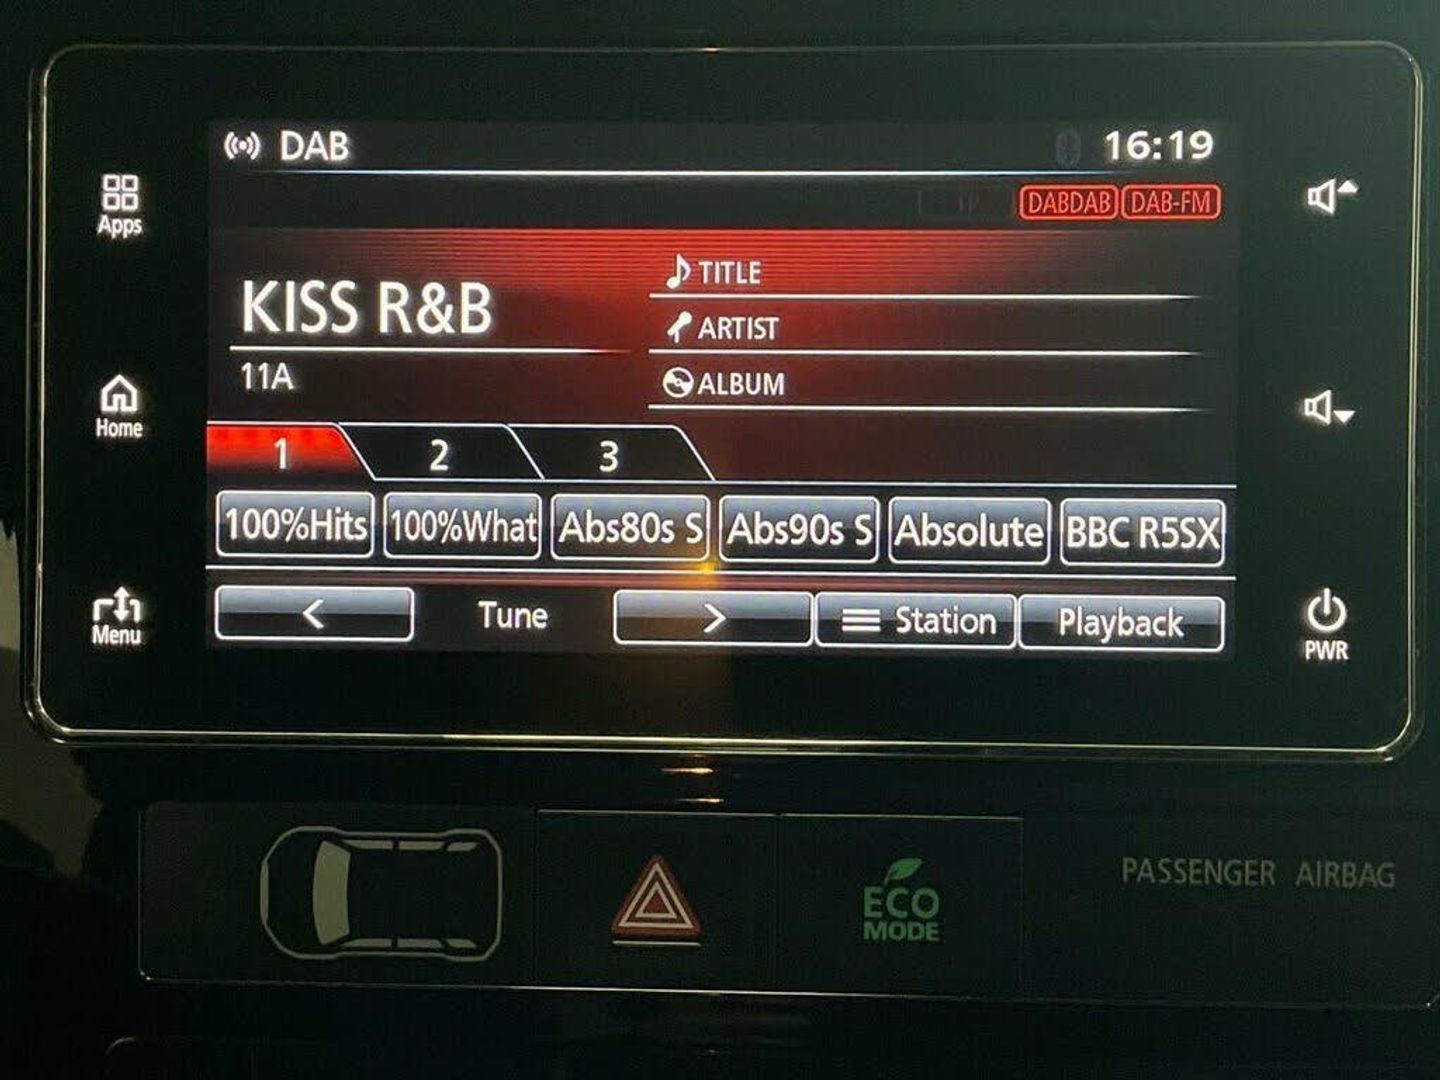 DAB
16:19
TP
DABDAB DAB-FM
Apps
KISS R&B
11A
TITLE
ARTIST
ALBUM
Home
1 2 3
100%Hits 100%What Abs80s S Abs90s S Absolute BBC R5SX
< Tune > Station Playback
Menu
PWR
ECO
MODE
PASSENGER AIRBAG